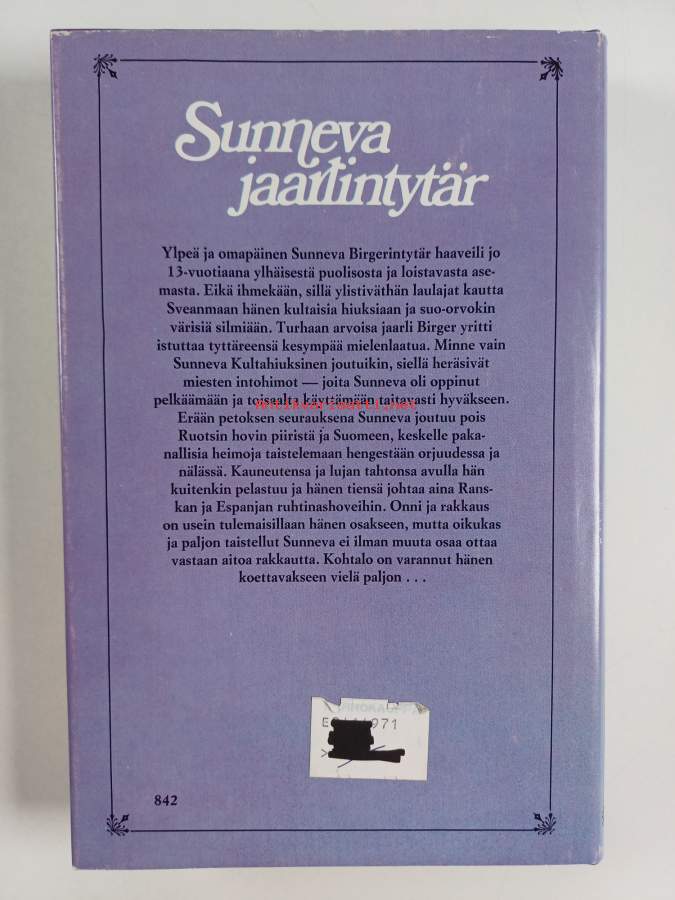 Sunneva
jaarlintytär
Ylpeä ja omapäinen Sunneva Birgerintytär haaveili jo
13-vuotiaana ylhäisestä puolisosta ja loistavasta ase-
masta. Eikä ihmekään, sillä ylistiväthän laulajat kautta
Sveanmaan hänen kultaisia hiuksiaan ja suo-orvokin
värisiä silmiään. Turhaan arvoisa jaarli Birger yritti
istuttaa tyttäreensä kesympää mielenlaatua. Minne vain
Sunneva Kultahiuksinen joutuikin, siellä heräsivät
miesten intohimot — joita Sunneva oli oppinut
pelkäämään ja toisaalta käyttämään taitavasti hyväkseen.
Antikvariaatti.net
Erään petoksen seurauksena Sunneva joutuu pois
Ruotsin hovin piiristä ja Suomeen, keskelle paka-
nallisia heimoja taistelemaan hengestään orjuudessa ja
nälässä. Kauneutensa ja lujan tahtonsa avulla hän
kuitenkin pelastuu ja hänen tiensä johtaa aina Rans-
kan ja Espanjan ruhtinashoveihin. Onni ja rakkaus
on usein tulemaisillaan hänen osakseen, mutta oikukas
ja paljon taistellut Sunneva ei ilman muuta osaa ottaa
vastaan aitoa rakkautta. Kohtalo on varannut hänen
koettavakseen vielä paljon . . .
842